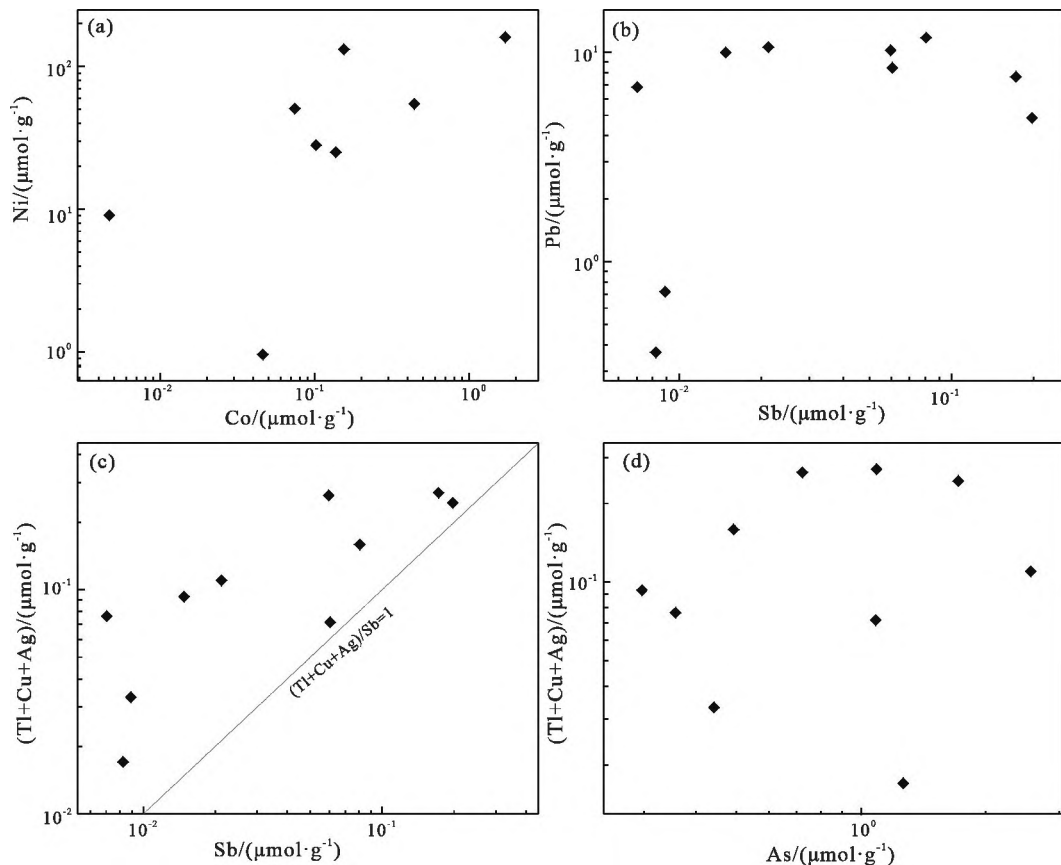 (a)
Ni/(μmol·g⁻¹)
10²
10¹
10⁰
10⁻²
10⁻¹
10⁰
Co/(μmol·g⁻¹)
(b)
Pb/(μmol·g⁻¹)
10¹
10⁰
10⁻²
10⁻¹
Sb/(μmol·g⁻¹)
(c)
(Tl+Cu+Ag)/(μmol·g⁻¹)
10⁻¹
10⁻²
(Tl+Cu+Ag)/Sb=1
10⁻²
10⁻¹
Sb/(μmol·g⁻¹)
(d)
(Tl+Cu+Ag)/(μmol·g⁻¹)
10⁻¹
10⁰
As/(μmol·g⁻¹)